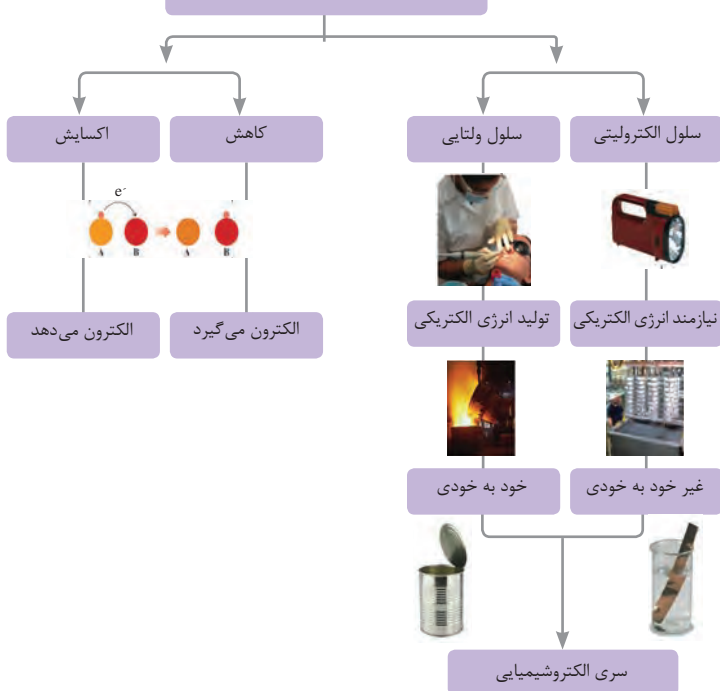 سلول الکترولیتی
سلول ولتایی
کاهش
اکسایش
e-
A
B
A
B
نیازمند انرژی الکتریکی
تولید انرژی الکتریکی
الکترون می‌گیرد
الکترون می‌دهد
غیر خود به خودی
خود به خودی
سری الکتروشیمیایی